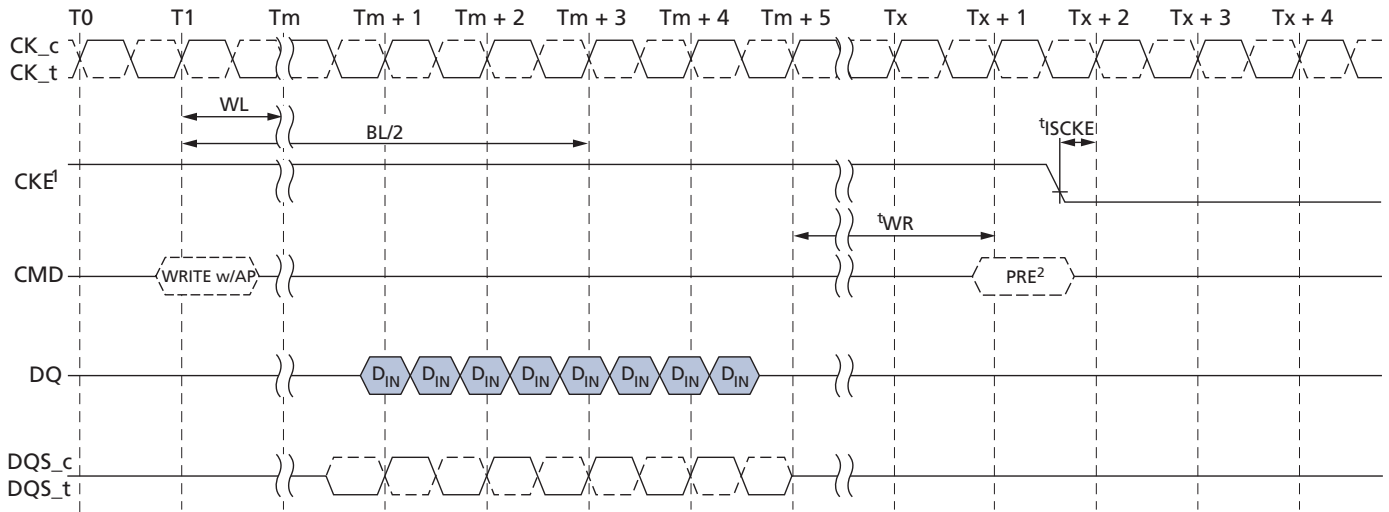 T0 T1 Tm Tm + 1 Tm + 2 Tm + 3 Tm + 4 Tm + 5 Tx Tx + 1 Tx + 2 Tx + 3 Tx + 4
CK_c
CK_t
WL
BL/2
tISCKE
CKE1
tWR
CMD WRITE w/AP PRE2
DQ DIN DIN DIN DIN DIN DIN DIN DIN
DQS_c
DQS_t